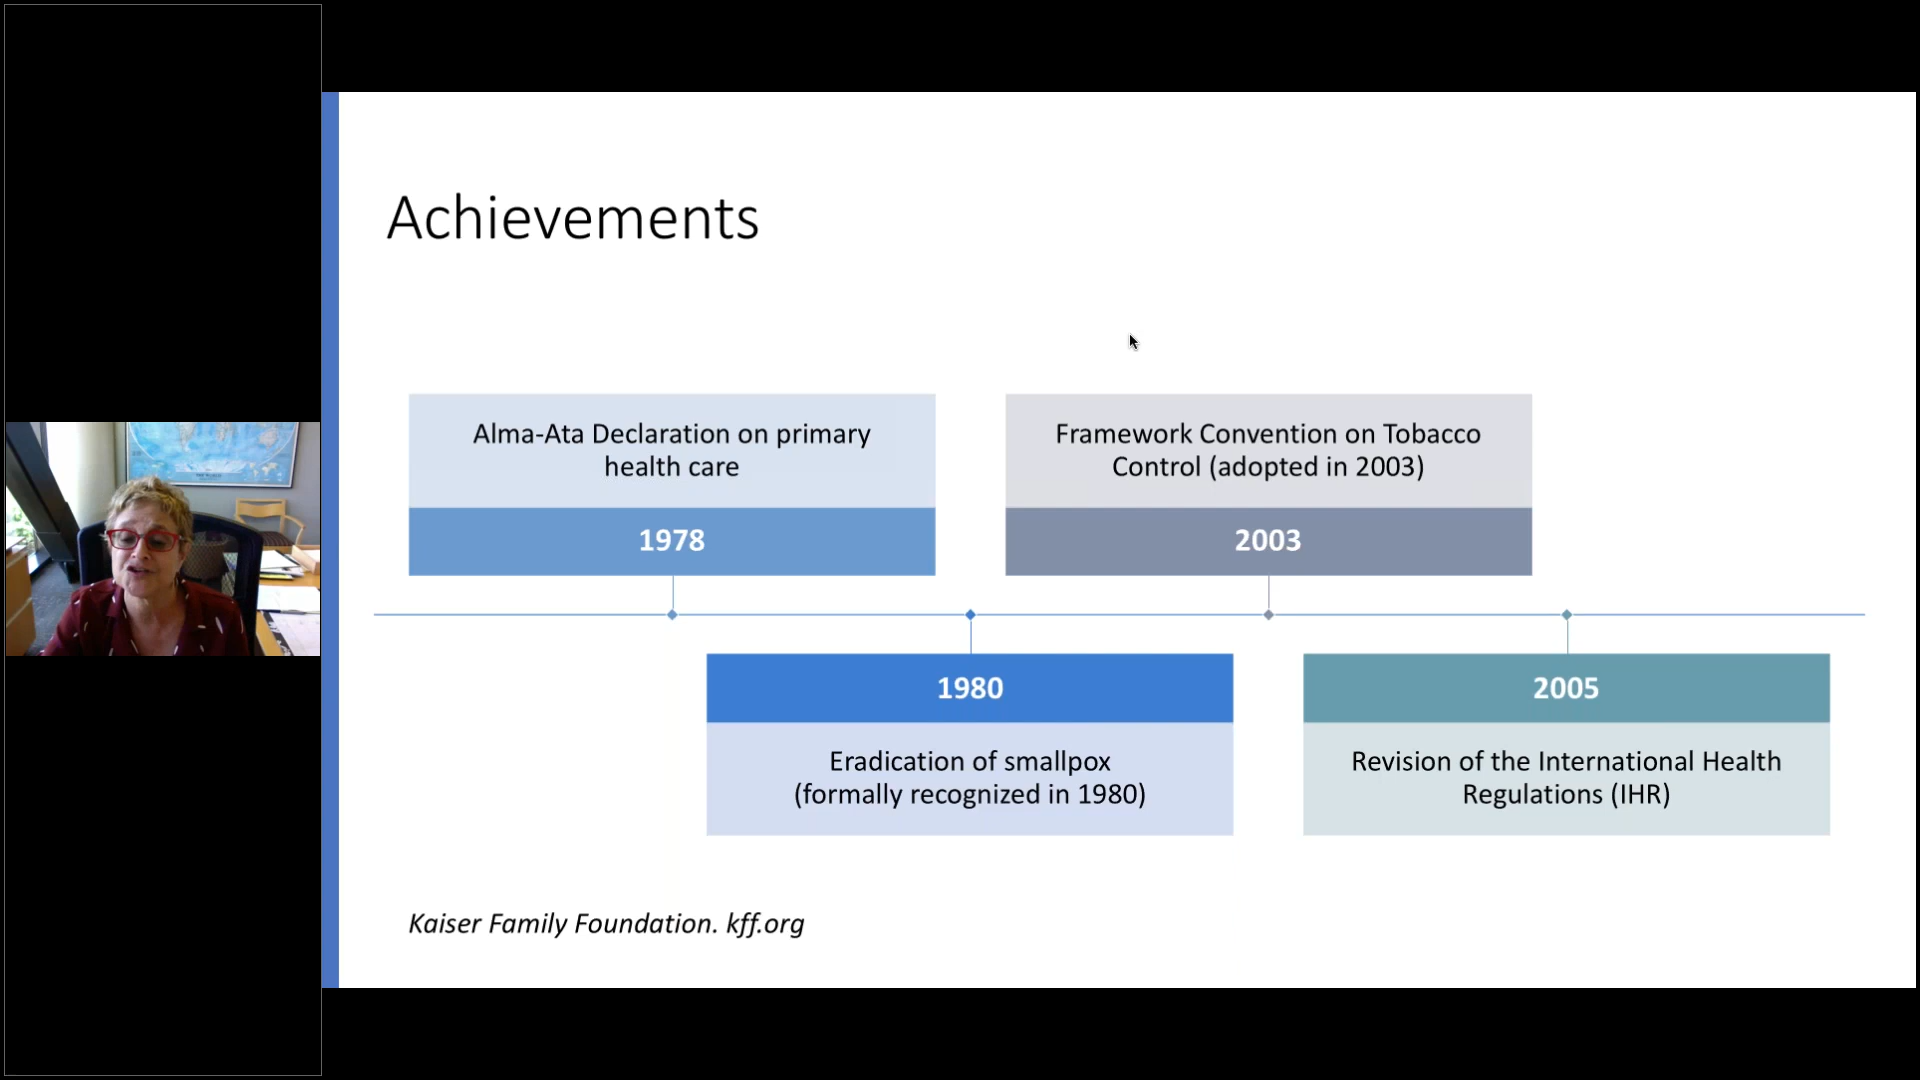 Achievements
Alma-Ata Declaration on primary
health care
1978
Framework Convention on Tobacco
Control (adopted in 2003)
2003
1980
Eradication of smallpox
(formally recognized in 1980)
2005
Revision of the International Health
Regulations (IHR)
Kaiser Family Foundation. kff.org